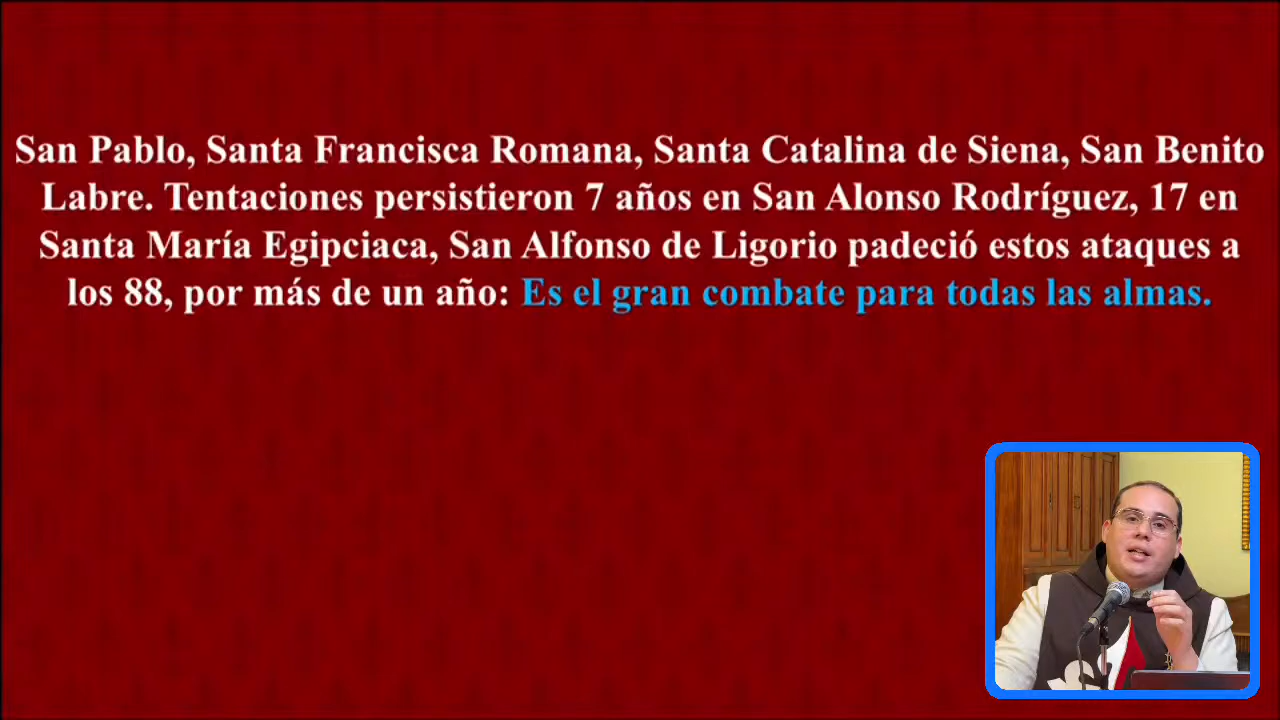 San Pablo, Santa Francisca Romana, Santa Catalina de Siena, San Benito
Labre. Tentaciones persistieron 7 años en San Alonso Rodríguez, 17 en
Santa María Egipciaca, San Alfonso de Ligorio padeció estos ataques a
los 88, por más de un año: Es el gran combate para todas las almas.